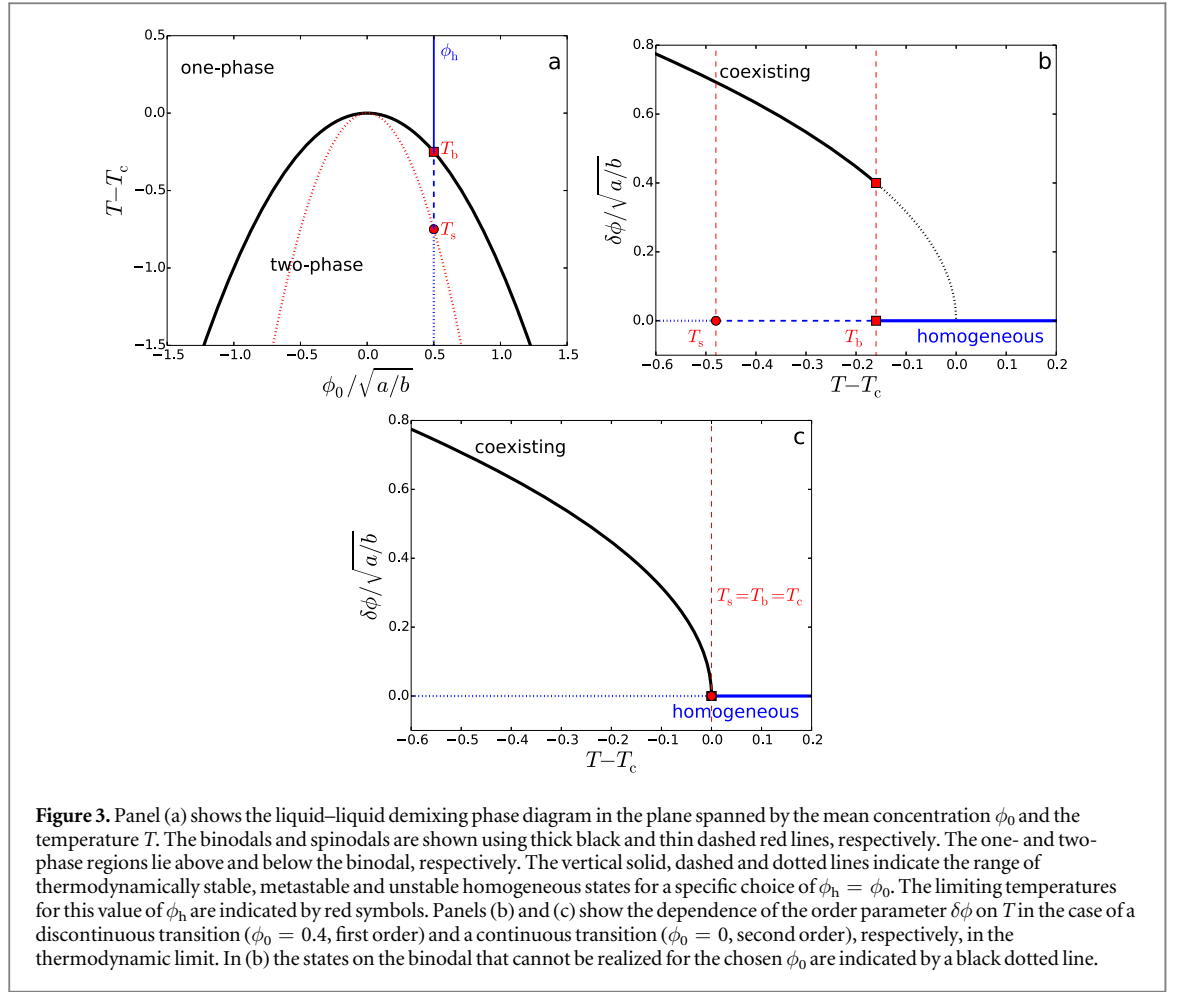 a
one-phase
two-phase
ϕh
Tb
Ts
0.5
0.0
−0.5
−1.0
−1.5
−1.5 −1.0 −0.5 0.0 0.5 1.0 1.5
T−Tc
ϕ0/√a/b
b
coexisting
homogeneous
Ts
Tb
0.8
0.6
0.4
0.2
0.0
−0.6 −0.5 −0.4 −0.3 −0.2 −0.1 0.0 0.1 0.2
δϕ/√a/b
T−Tc
c
coexisting
Ts=Tb=Tc
homogeneous
0.8
0.6
0.4
0.2
0.0
−0.6 −0.5 −0.4 −0.3 −0.2 −0.1 0.0 0.1 0.2
δϕ/√a/b
T−Tc
Figure 3. Panel (a) shows the liquid–liquid demixing phase diagram in the plane spanned by the mean concentration ϕ0 and the
temperature T. The binodals and spinodals are shown using thick black and thin dashed red lines, respectively. The one- and two-
phase regions lie above and below the binodal, respectively. The vertical solid, dashed and dotted lines indicate the range of
thermodynamically stable, metastable and unstable homogeneous states for a specific choice of ϕh = ϕ0. The limiting temperatures
for this value of ϕh are indicated by red symbols. Panels (b) and (c) show the dependence of the order parameter δϕ on T in the case of a
discontinuous transition (ϕ0 = 0.4, first order) and a continuous transition (ϕ0 = 0, second order), respectively, in the
thermodynamic limit. In (b) the states on the binodal that cannot be realized for the chosen ϕ0 are indicated by a black dotted line.